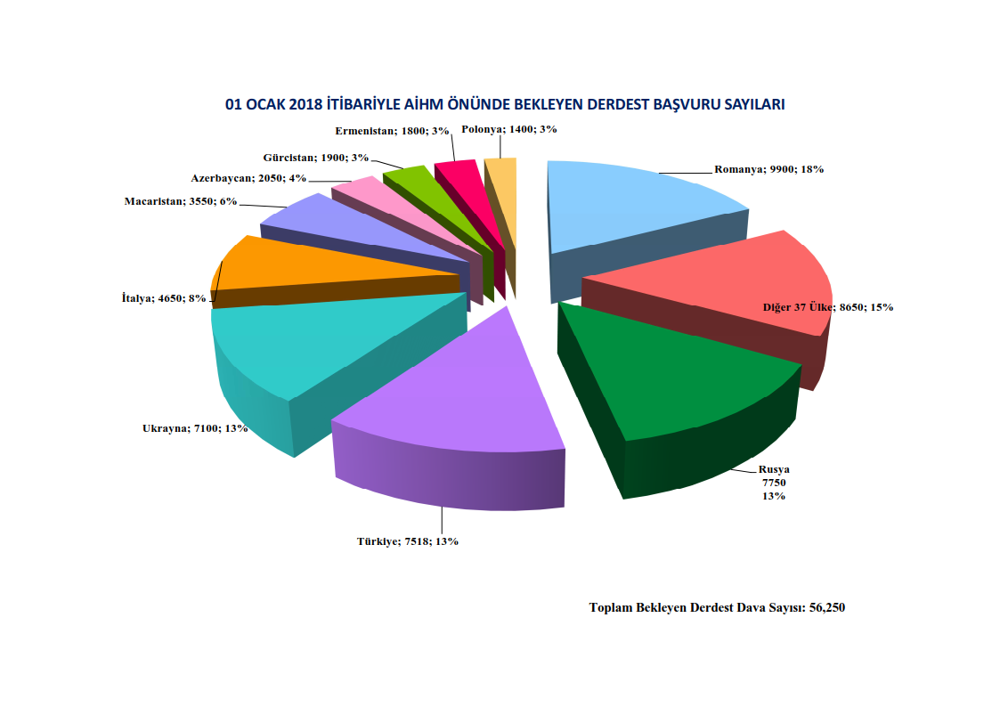 01 OCAK 2018 İTİBARİYLE AİHM ÖNÜNDE BEKLEYEN DERDEST BAŞVURU SAYILARI
Polonya; 1400; 3%
Ermenistan; 1800; 3%
Gürcistan; 1900; 3%
Romanya; 9900; 18%
Azerbaycan; 2050; 4%
Macaristan; 3550; 6%
İtalya; 4650; 8%
Diğer 37 Ülke; 8650; 15%
Ukrayna; 7100; 13%
Rusya
7750
13%
Türkiye; 7518; 13%
Toplam Bekleyen Derdest Dava Sayısı: 56,250